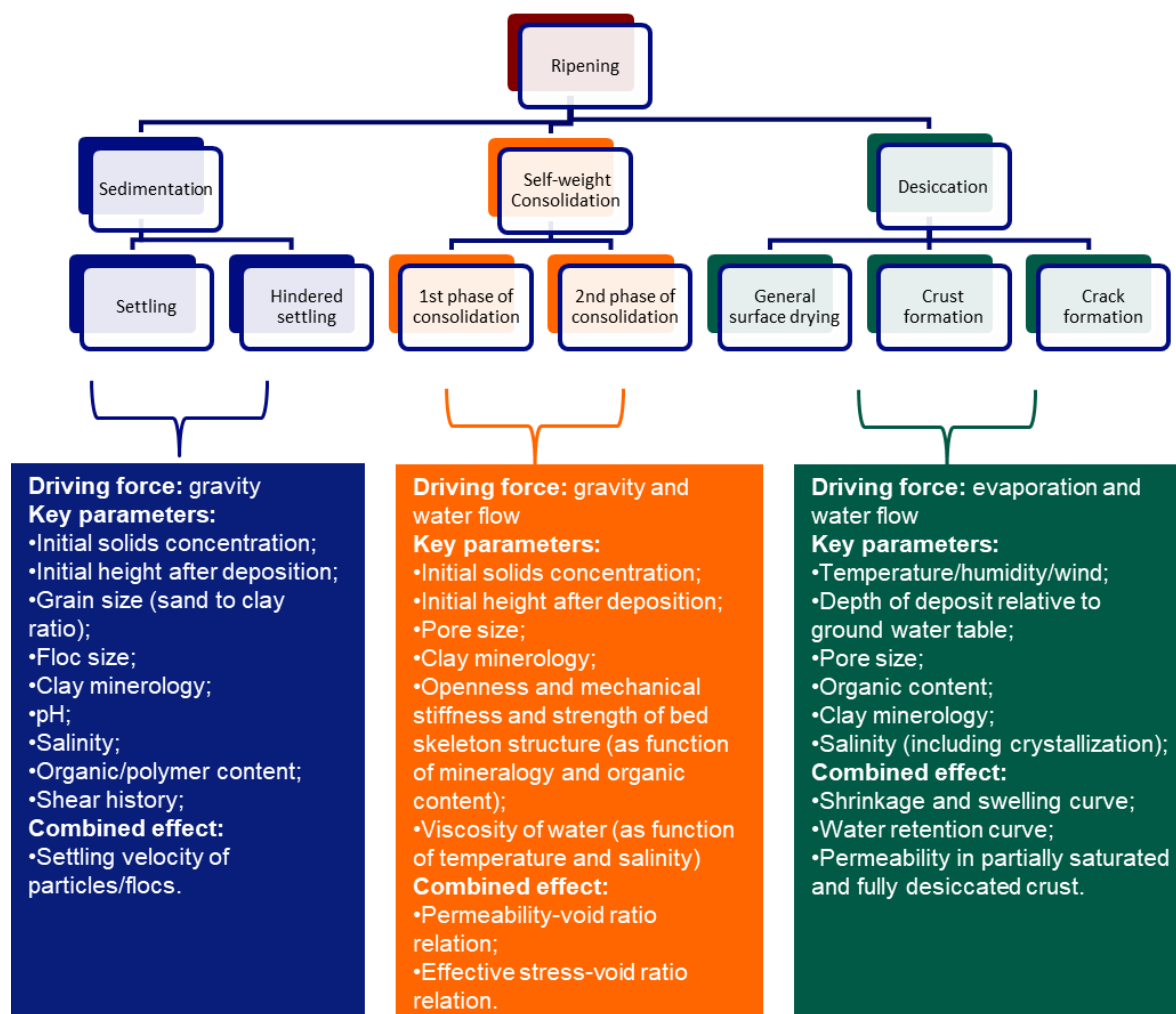 Ripening
Sedimentation
Self-weight
Consolidation
Desiccation
Settling
Hindered
settling
1st phase of
consolidation
2nd phase of
consolidation
General
surface drying
Crust
formation
Crack
formation
Driving force: gravity
Key parameters:
•Initial solids concentration;
•Initial height after deposition;
•Grain size (sand to clay
ratio);
•Floc size;
•Clay minerology;
•pH;
•Salinity;
•Organic/polymer content;
•Shear history;
Combined effect:
•Settling velocity of
particles/flocs.
Driving force: gravity and
water flow
Key parameters:
•Initial solids concentration;
•Initial height after deposition;
•Pore size;
•Clay minerology;
•Openness and mechanical
stiffness and strength of bed
skeleton structure (as function
of mineralogy and organic
content);
•Viscosity of water (as function
of temperature and salinity)
Combined effect:
•Permeability-void ratio
relation;
•Effective stress-void ratio
relation.
Driving force: evaporation and
water flow
Key parameters:
•Temperature/humidity/wind;
•Depth of deposit relative to
ground water table;
•Pore size;
•Organic content;
•Clay minerology;
•Salinity (including crystallization);
Combined effect:
•Shrinkage and swelling curve;
•Water retention curve;
•Permeability in partially saturated
and fully desiccated crust.